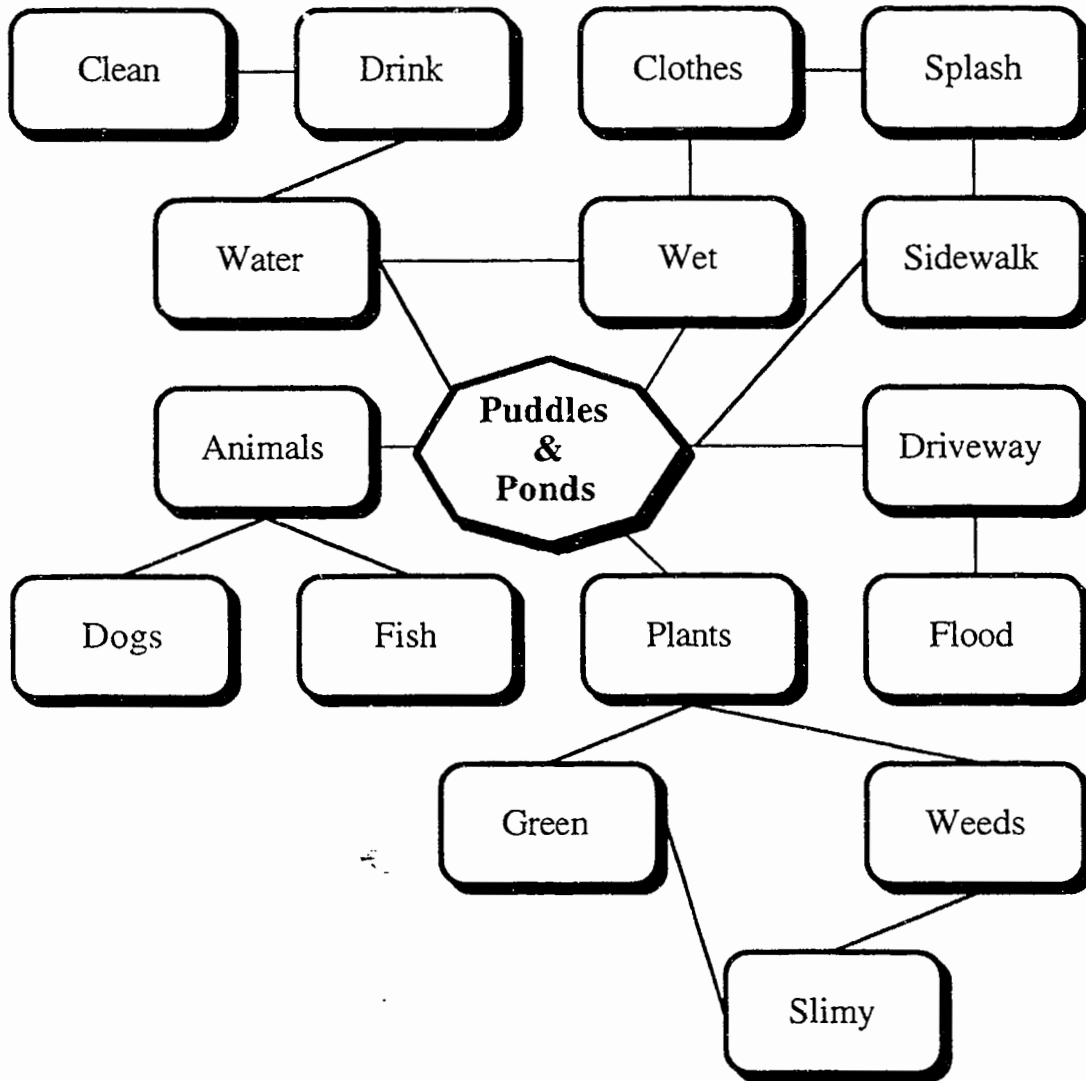 Clean
Drink
Clothes
Splash
Water
Wet
Sidewalk
Animals
Puddles
&
Ponds
Driveway
Dogs
Fish
Plants
Flood
Green
Weeds
Slimy